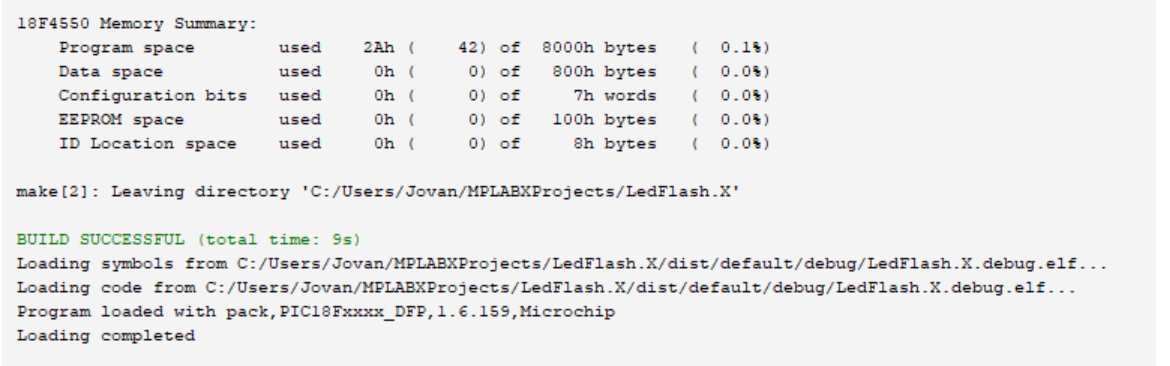 18F4550 Memory Summary:
    Program space        used    2Ah (    42) of  8000h bytes   (  0.1%)
    Data space           used     0h (     0) of   800h bytes   (  0.0%)
    Configuration bits   used     0h (     0) of     7h words   (  0.0%)
    EEPROM space         used     0h (     0) of   100h bytes   (  0.0%)
    ID Location space    used     0h (     0) of     8h bytes   (  0.0%)
make[2]: Leaving directory 'C:/Users/Jovan/MPLABXProjects/LedFlash.X'
BUILD SUCCESSFUL (total time: 9s)
Loading symbols from C:/Users/Jovan/MPLABXProjects/LedFlash.X/dist/default/debug/LedFlash.X.debug.elf...
Loading code from C:/Users/Jovan/MPLABXProjects/LedFlash.X/dist/default/debug/LedFlash.X.debug.elf...
Program loaded with pack,PIC18Fxxxx_DFP,1.6.159,Microchip
Loading completed